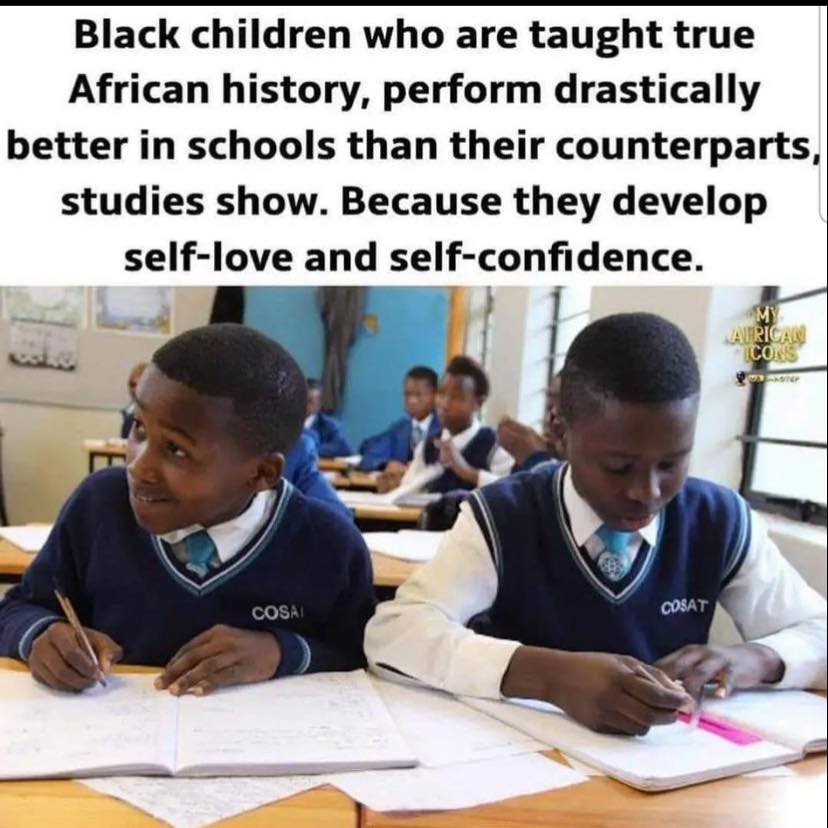 Black children who are taught true
African history, perform drastically
better in schools than their counterparts,
studies show. Because they develop
self-love and self-confidence.
MY
AFRICAN
ICONS
COSAT
COSAT